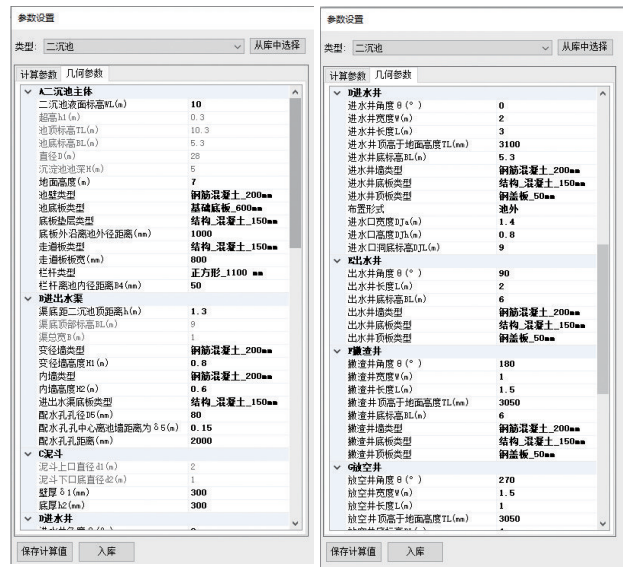 参数设置
类型: 二沉池 从库中选择
计算参数 几何参数
A二沉池主体
二沉池液面标高WL(m) 10
超高h1(m) 0.3
池顶标高TL(m) 10.3
池底标高BL(m) 5.3
直径D(m) 28
沉淀池池深H(m) 5
地面高度(m) 7
池壁类型 钢筋混凝土_200mm
池底板类型 基础底板_600mm
底板垫层类型 结构_混凝土_150mm
底板外沿离池外径距离(mm) 1000
走道板类型 结构_混凝土_150mm
走道板板宽(mm) 800
栏杆类型 正方形_1100 mm
栏杆离池内径距离B4(mm) 50
B进出水渠
渠底距二沉池顶距离h(m) 1.3
渠底顶部标高BL(m) 9
渠总宽B(m) 1
变径墙类型 钢筋混凝土_200mm
变径墙高度H1(m) 0.8
内墙类型 钢筋混凝土_200mm
内墙高度H2(m) 0.6
进出水渠底板类型 结构_混凝土_150mm
配水孔孔径D5(mm) 80
配水孔孔中心离池墙距离为δ5(m) 0.15
配水孔孔距离(mm) 2000
C泥斗
泥斗上口直径d1(m) 2
泥斗下口底直径d2(m) 1
壁厚δ1(mm) 300
底厚h2(mm) 300
D进水井
保存计算值 入库
参数设置
类型: 二沉池 从库中选择
计算参数 几何参数
D进水井
进水井角度θ(°) 0
进水井宽度W(m) 2
进水井长度L(m) 3
进水井顶高于地面高度TL(mm) 3100
进水井底标高BL(m) 5.3
进水井墙类型 钢筋混凝土_200mm
进水井底板类型 结构_混凝土_150mm
进水井顶板类型 钢盖板_50mm
布置形式 池外
进水口宽度DJa(m) 1.4
进水口高度DJh(m) 0.8
进水口洞底标高DJL(m) 9
E出水井
出水井角度θ(°) 90
出水井长度L(m) 2
出水井底标高BL(m) 6
出水井墙类型 钢筋混凝土_200mm
出水井底板类型 结构_混凝土_150mm
出水井顶板类型 钢盖板_50mm
F撇渣井
撇渣井角度θ(°) 180
撇渣井宽度W(m) 1
撇渣井长度L(m) 1.5
撇渣井顶高于地面高度TL(mm) 3050
撇渣井底标高BL(m) 6
撇渣井墙类型 钢筋混凝土_200mm
撇渣井底板类型 结构_混凝土_150mm
撇渣井顶板类型 钢盖板_50mm
G放空井
放空井角度θ(°) 270
放空井宽度W(m) 1.5
放空井长度L(m) 1
放空井顶高于地面高度TL(mm) 3050
保存计算值 入库